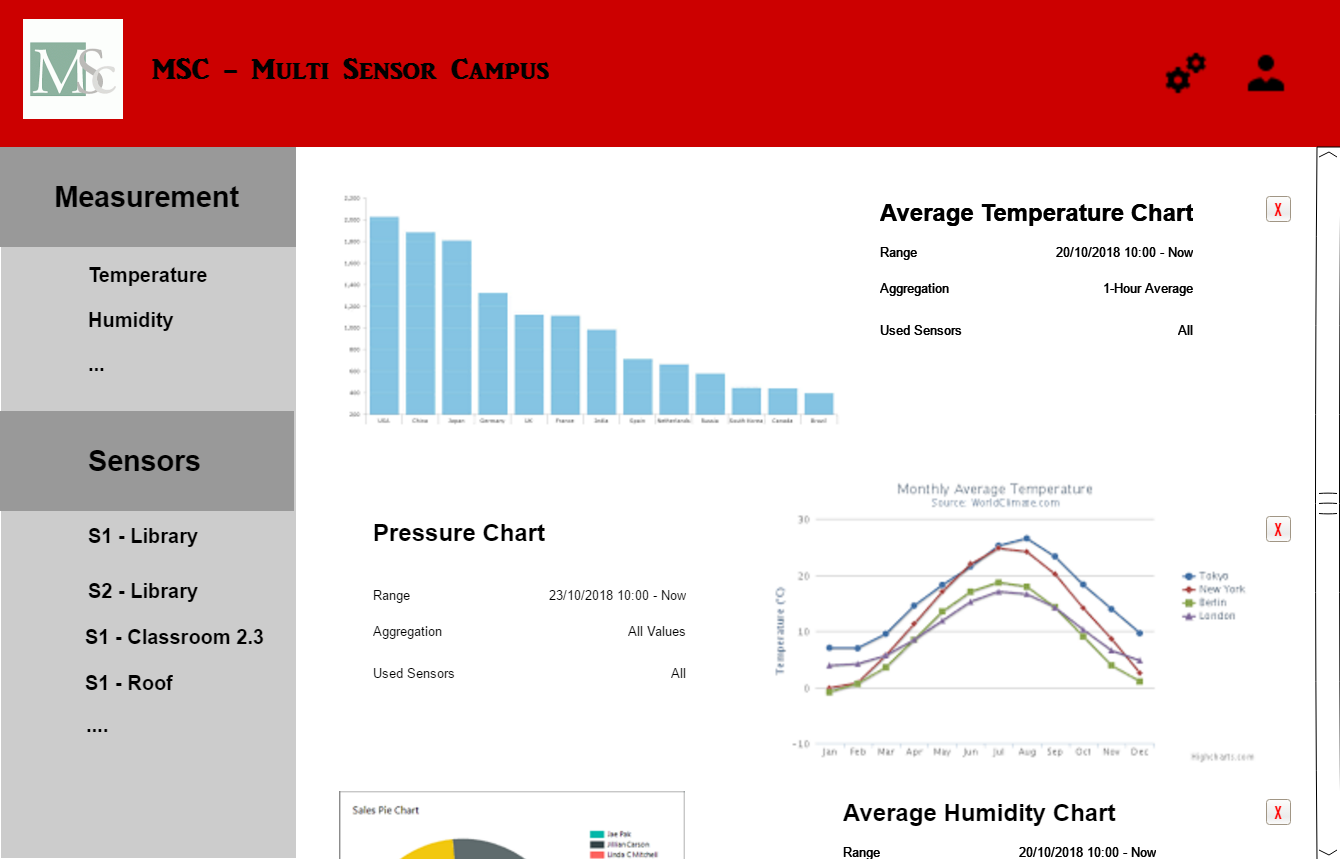 MSc
MSC - Multi Sensor Campus
Measurement
Temperature
Humidity
...
Sensors
S1 - Library
S2 - Library
S1 - Classroom 2.3
S1 - Roof
....
2,200
2,000
1,800
1,600
1,400
1,200
1,000
800
600
400
200
USA China Japan Germany UK France India Spain Netherlands Russia South Korea Canada Brazil
Average Temperature Chart
X
Range 20/10/2018 10:00 - Now
Aggregation 1-Hour Average
Used Sensors All
Pressure Chart
Range 23/10/2018 10:00 - Now
Aggregation All Values
Used Sensors All
Monthly Average Temperature
Source: WorldClimate.com
X
Temperature (°C)
30
20
10
0
-10
Jan Feb Mar Apr May Jun Jul Aug Sep Oct Nov Dec
Tokyo
New York
Berlin
London
Highcharts.com
Sales Pie Chart
Jae Pak
Jillian Carson
Linda C Mitchell
Average Humidity Chart
X
Range 20/10/2018 10:00 - Now